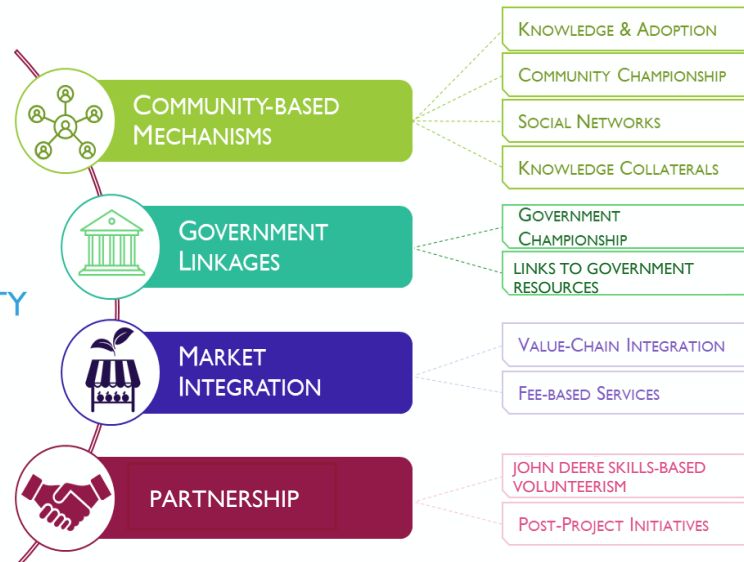 COMMUNITY-BASED
MECHANISMS
KNOWLEDGE & ADOPTION
COMMUNITY CHAMPIONSHIP
SOCIAL NETWORKS
KNOWLEDGE COLLATERALS
GOVERNMENT
LINKAGES
GOVERNMENT
CHAMPIONSHIP
LINKS TO GOVERNMENT
RESOURCES
TY
MARKET
INTEGRATION
VALUE-CHAIN INTEGRATION
FEE-BASED SERVICES
PARTNERSHIP
JOHN DEERE SKILLS-BASED
VOLUNTEERISM
POST-PROJECT INITIATIVES